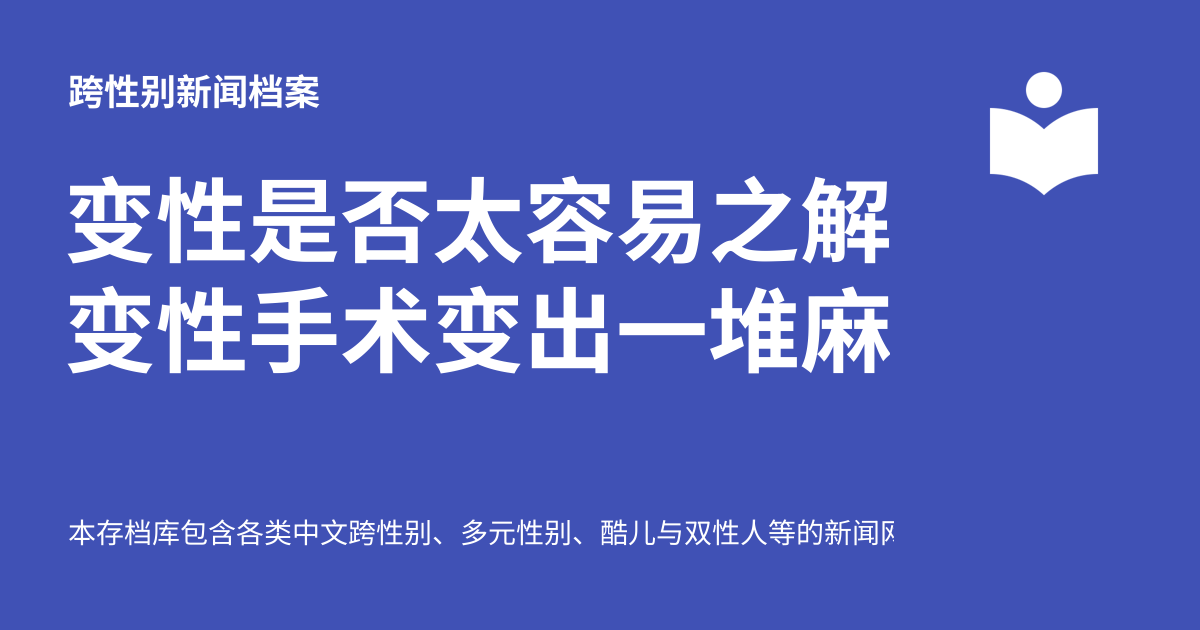 跨性别新闻档案
变性是否太容易之解
变性手术变出一堆麻
本存档库包含各类中文跨性别、多元性别、酷儿与双性人等的新闻网